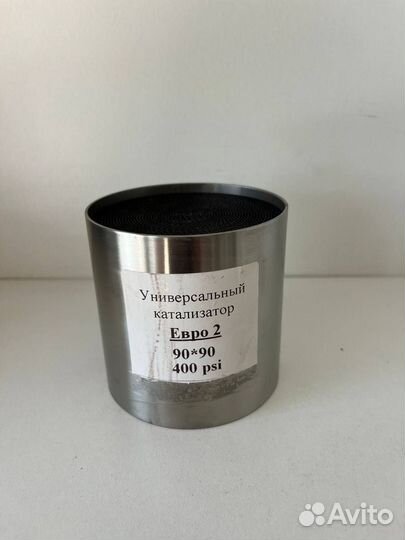 Универсальный
катализатор
Евро 2
90*90
400 psi
Avito